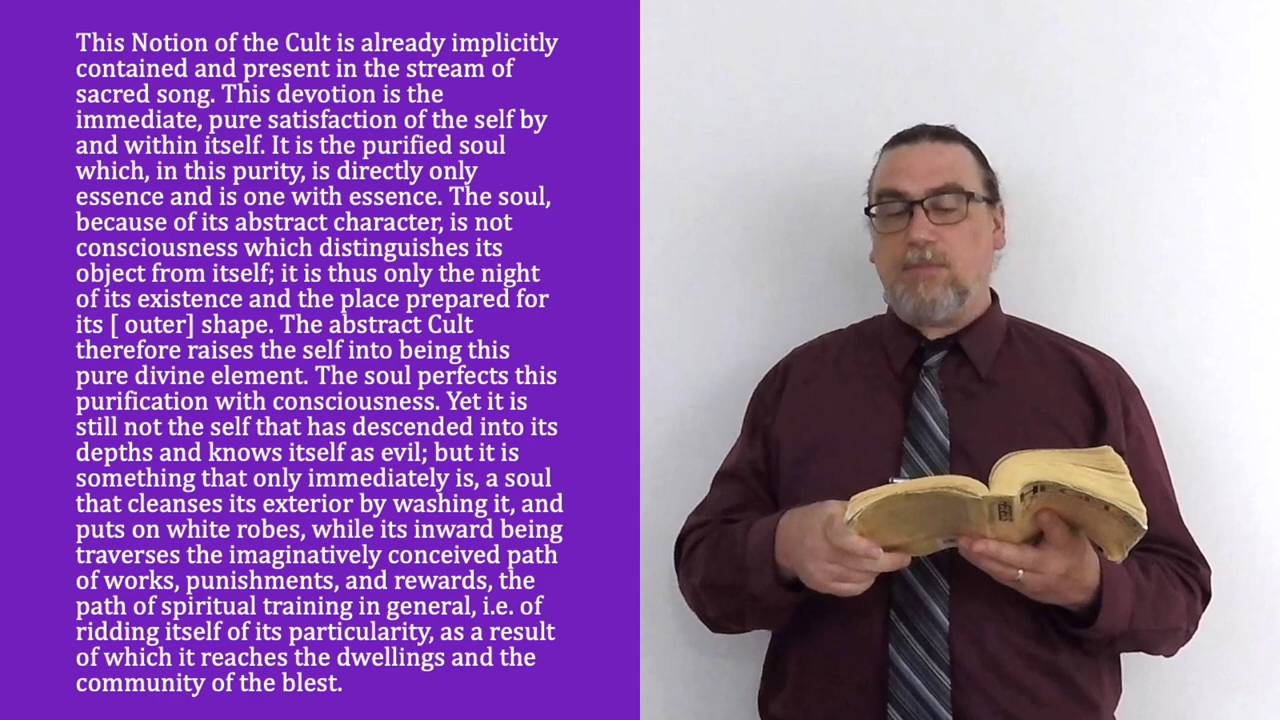 This Notion of the Cult is already implicitly
contained and present in the stream of
sacred song. This devotion is the
immediate, pure satisfaction of the self by
and within itself. It is the purified soul
which, in this purity, is directly only
essence and is one with essence. The soul,
because of its abstract character, is not
consciousness which distinguishes its
object from itself; it is thus only the night
of its existence and the place prepared for
its [ outer] shape. The abstract Cult
therefore raises the self into being this
pure divine element. The soul perfects this
purification with consciousness. Yet it is
still not the self that has descended into its
depths and knows itself as evil; but it is
something that only immediately is, a soul
that cleanses its exterior by washing it, and
puts on white robes, while its inward being
traverses the imaginatively conceived path
of works, punishments, and rewards, the
path of spiritual training in general, i.e. of
ridding itself of its particularity, as a result
of which it reaches the dwellings and the
community of the blest.